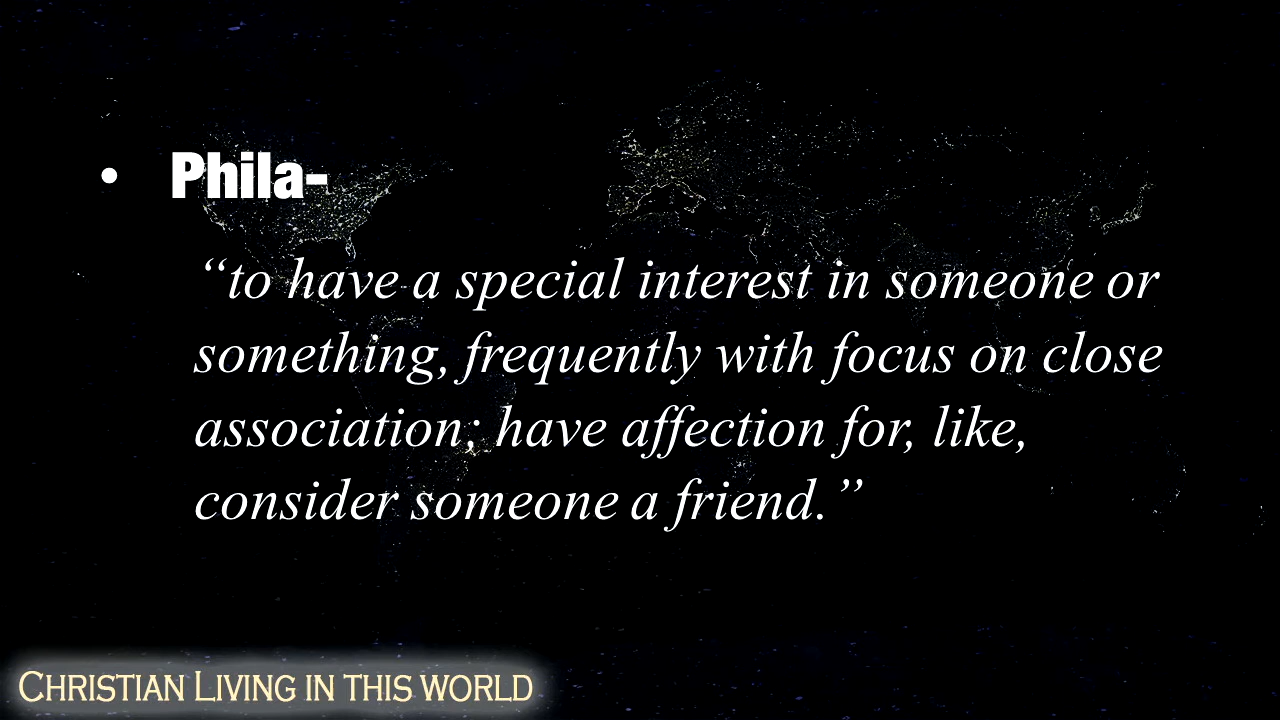 • Phila-
“to have a special interest in someone or
something, frequently with focus on close
association; have affection for, like,
consider someone a friend.”
Christian Living in this world